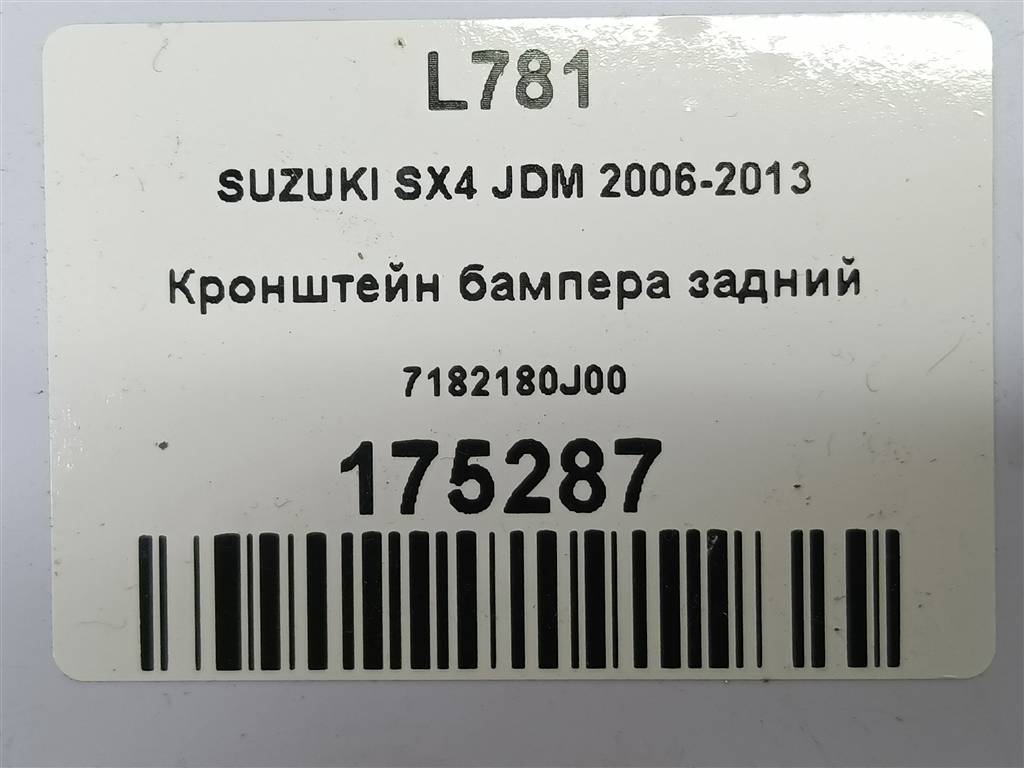 L781
SUZUKI SX4 JDM 2006-2013
Кронштейн бампера задний
7182180J00
175287